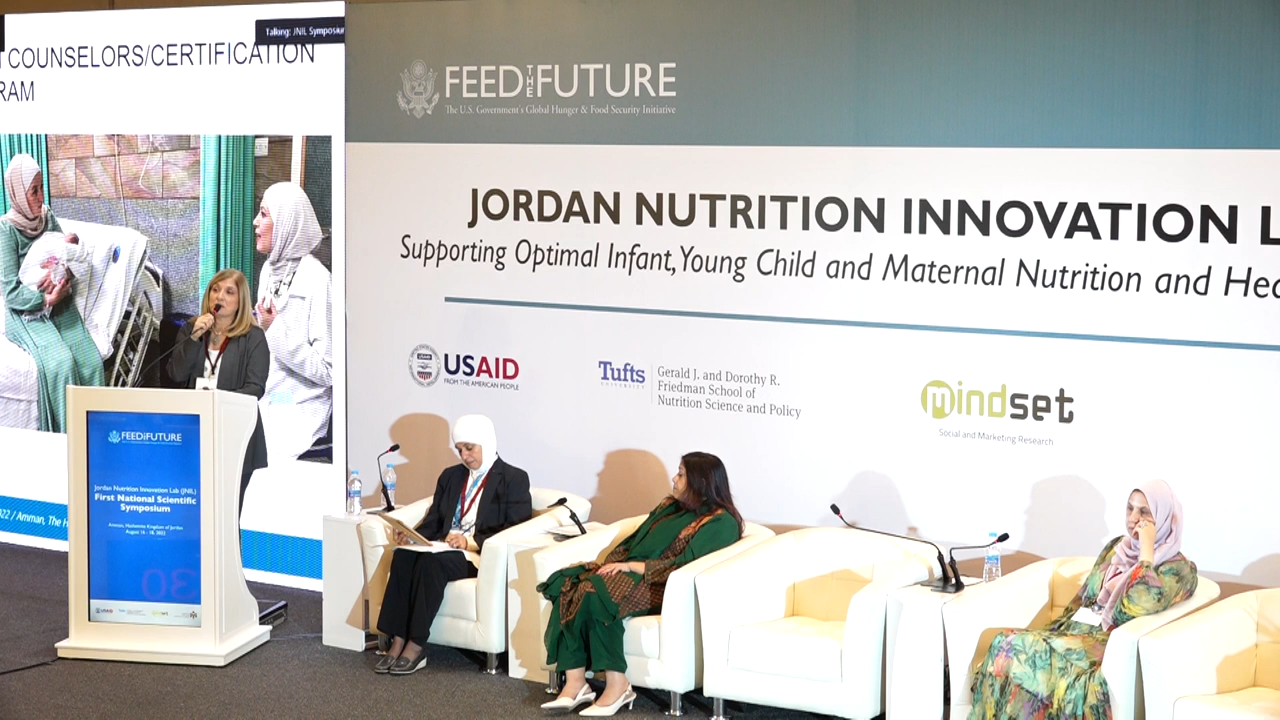 Talking: JNIL Symposium
COUNSELORS/CERTIFICATION
RAM
FEED THE FUTURE
The U.S. Government's Global Hunger & Food Security Initiative
JORDAN NUTRITION INNOVATION L
Supporting Optimal Infant, Young Child and Maternal Nutrition and Hea
USAID
FROM THE AMERICAN PEOPLE
Tufts
UNIVERSITY
Gerald J. and Dorothy R.
Friedman School of
Nutrition Science and Policy
mindset
Social and Marketing Research
FEED THE FUTURE
Jordan Nutrition Innovation Lab (JNIL)
First National Scientific
Symposium
Amman, Hashemite Kingdom of Jordan
August 16 - 18, 2022
30
USAID
mindset
022 / Amman, The H